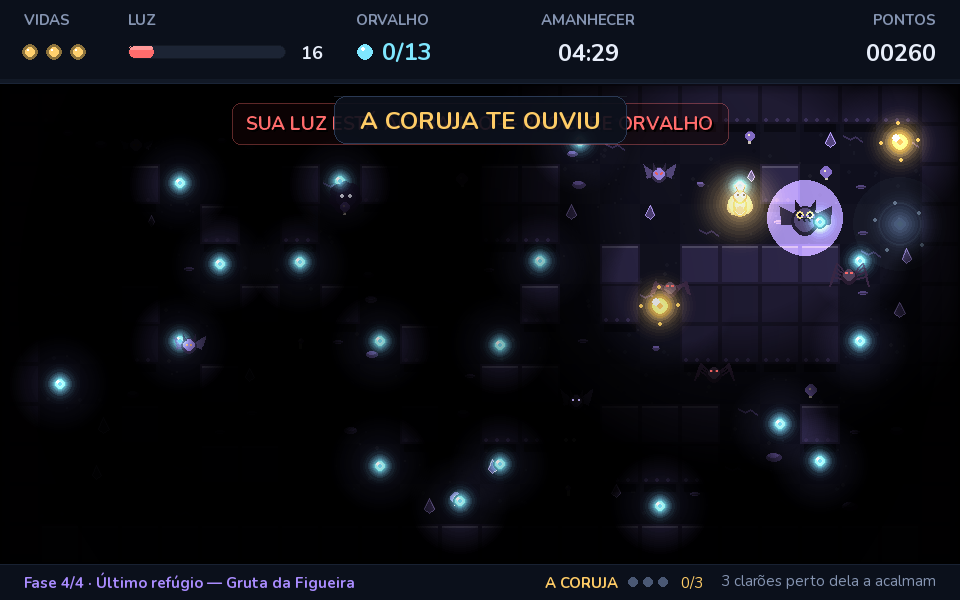 VIDAS
LUZ
ORVALHO
AMANHECER
PONTOS
16
0/13
04:29
00260
SUA LUZ
ORVALHO
A CORUJA TE OUVIU
Fase 4/4 · Último refúgio — Gruta da Figueira
A CORUJA
0/3
3 clarões perto dela a acalmam